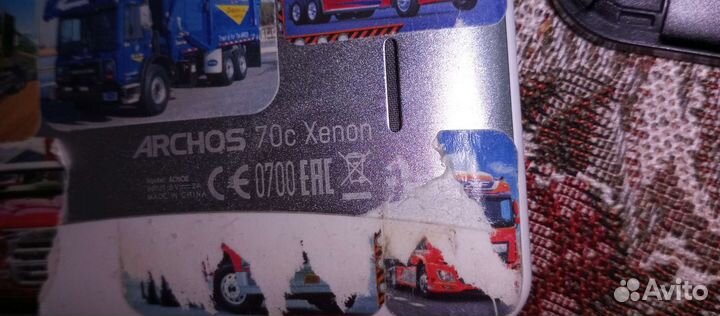 ARCHOS 70c Xenon
CE 0700 EAC
MADE IN CHINA
Avito